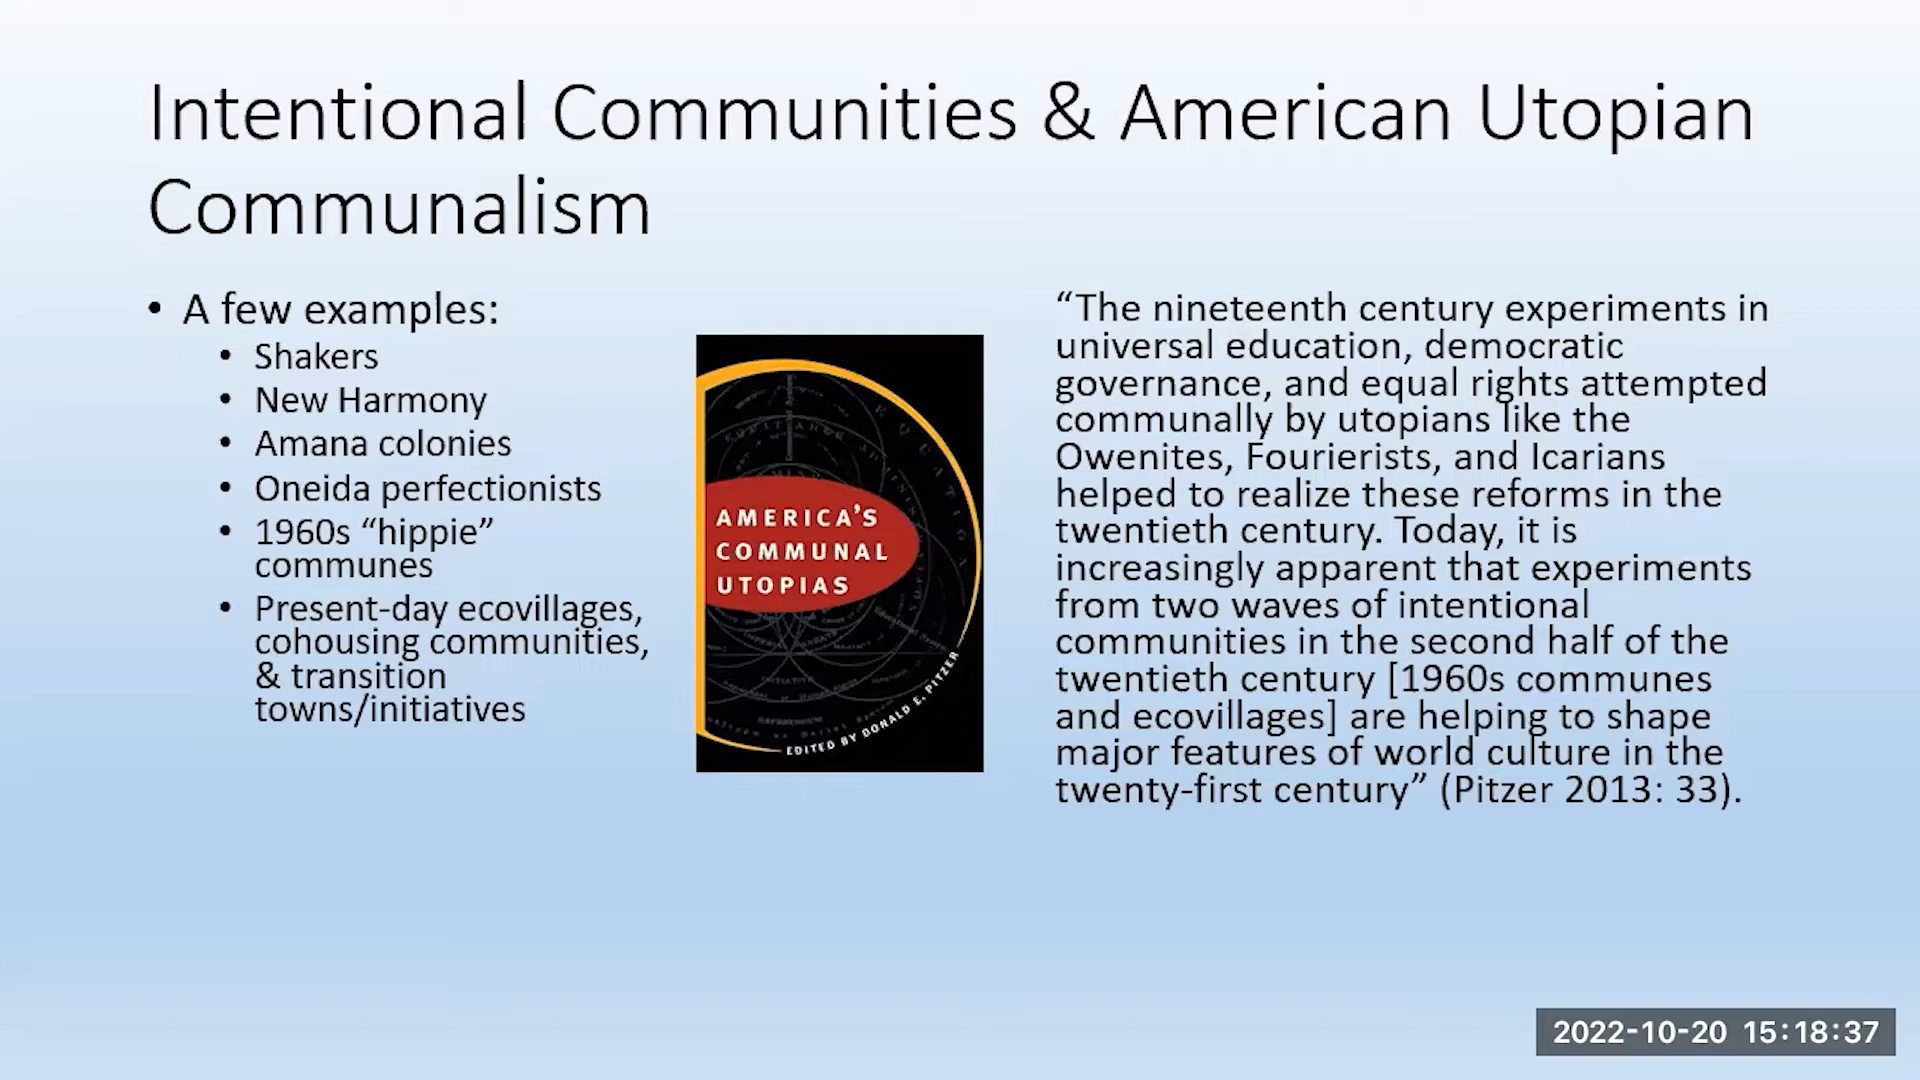 Intentional Communities & American Utopian
Communalism
• A few examples:
• Shakers
• New Harmony
• Amana colonies
• Oneida perfectionists
• 1960s “hippie”
communes
• Present-day ecovillages,
cohousing communities,
& transition
towns/initiatives
AMERICA’S
COMMUNAL
UTOPIAS
EDITED BY DONALD E. PITZER
“The nineteenth century experiments in
universal education, democratic
governance, and equal rights attempted
communally by utopians like the
Owenites, Fourierists, and Icarians
helped to realize these reforms in the
twentieth century. Today, it is
increasingly apparent that experiments
from two waves of intentional
communities in the second half of the
twentieth century [1960s communes
and ecovillages] are helping to shape
major features of world culture in the
twenty-first century” (Pitzer 2013: 33).
2022-10-20 15:18:37